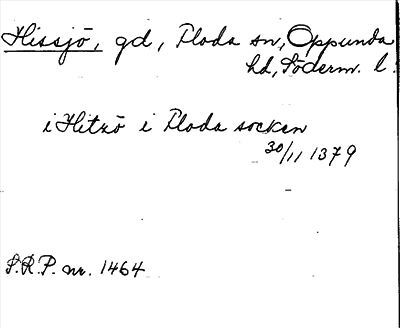 Hissjö, gd, Floda sn, Oppunda
hd, Söderm. l.
i Hitzö i Floda socken
30/11 1379
S.R.P. nr. 1464